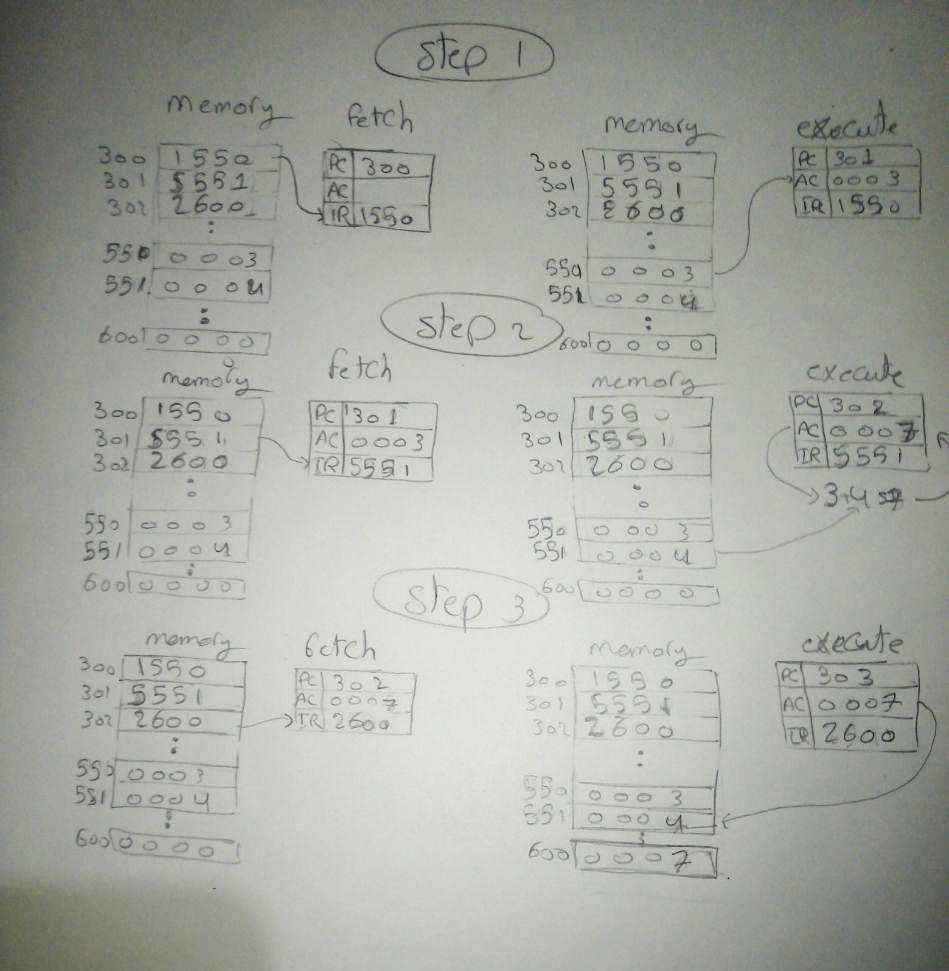 Step 1
memory fetch memory execute
300 1550 PC 300 300 1550 PC 301
301 5551 AC 301 5551 AC 0003
302 2600 IR 1550 302 2600 IR 1550
550 0003 550 0003
551 0004 551 0004
600 0000 600 0000
Step 2
memory fetch memory execute
300 1550 PC 301 300 1550 PC 302
301 5551 AC 0003 301 5551 AC 0007
302 2600 IR 5551 302 2600 IR 5551
3+4=7
550 0003 550 0003
551 0004 551 0004
600 0000 600 0000
Step 3
memory fetch memory execute
300 1550 PC 302 300 1550 PC 303
301 5551 AC 0007 301 5551 AC 0007
302 2600 IR 2600 302 2600 IR 2600
550 0003 550 0003
551 0004 551 0004
600 0000 600 0007